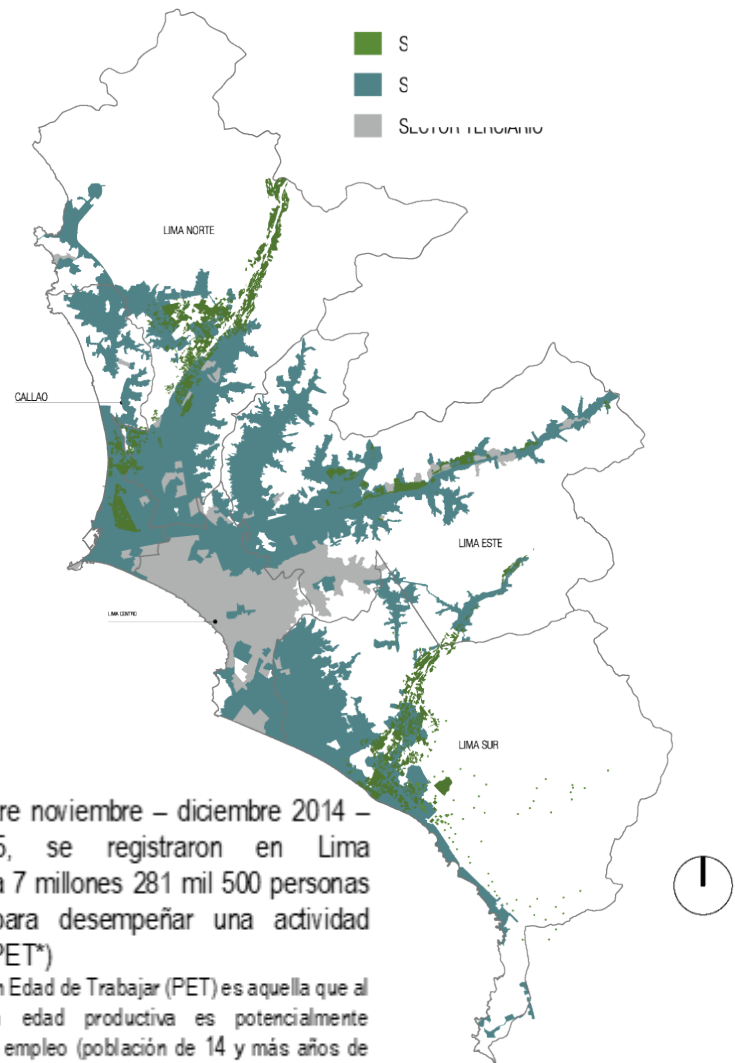 S
S
SECTOR TERCIARIO
LIMA NORTE
CALLAO
LIMA ESTE
LIMA CENTRO
LIMA SUR
re noviembre – diciembre 2014 –
5, se registraron en Lima
a 7 millones 281 mil 500 personas
para desempeñar una actividad
PET*)
n Edad de Trabajar (PET) es aquella que al
edad productiva es potencialmente
empleo (población de 14 y más años de